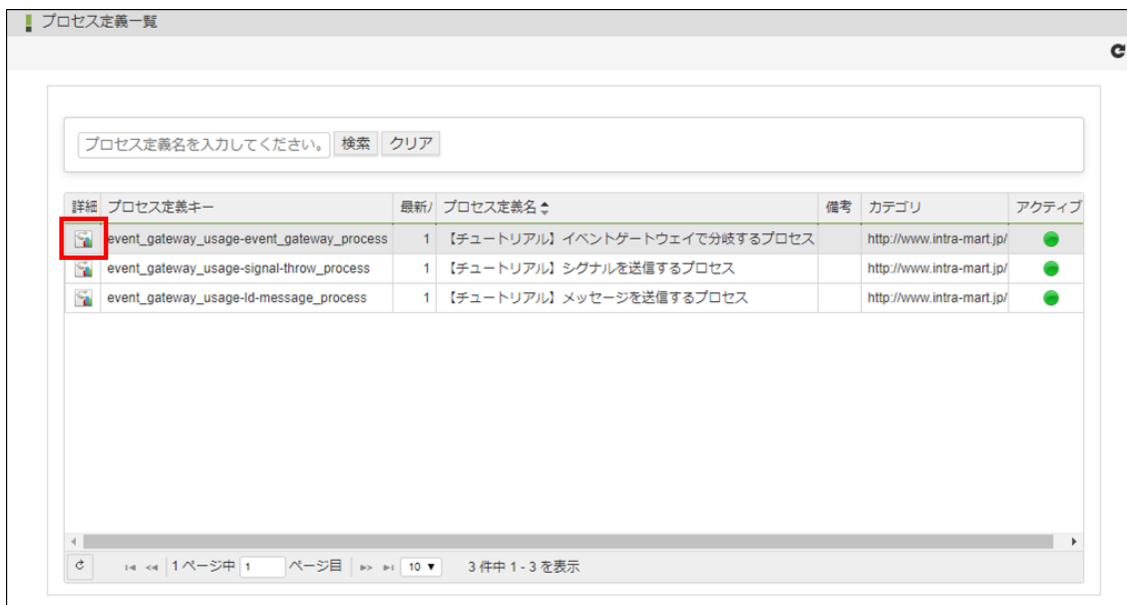 プロセス定義一覧
プロセス定義名を入力してください。 検索 クリア
詳細 プロセス定義キー 最新/ プロセス定義名 備考 カテゴリ アクティブ
event_gateway_usage-event_gateway_process 1 【チュートリアル】イベントゲートウェイで分岐するプロセス http://www.intra-mart.jp/
event_gateway_usage-signal-throw_process 1 【チュートリアル】シグナルを送信するプロセス http://www.intra-mart.jp/
event_gateway_usage-ld-message_process 1 【チュートリアル】メッセージを送信するプロセス http://www.intra-mart.jp/
1 ページ中 1 ページ目 10 3 件中 1 - 3 を表示